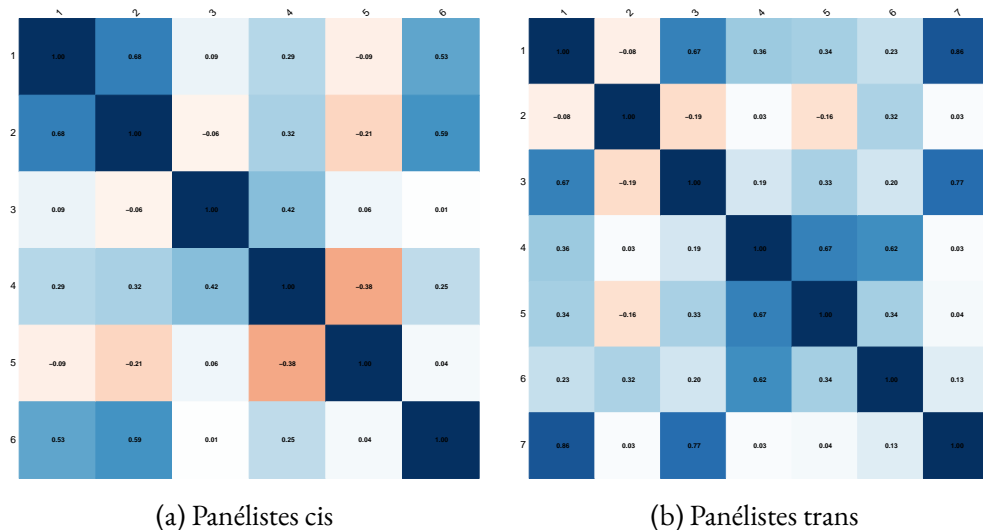 1 2 3 4 5 6
1 1.00 0.68 0.09 0.29 −0.09 0.53
2 0.68 1.00 −0.06 0.32 −0.21 0.59
3 0.09 −0.06 1.00 0.42 0.06 0.01
4 0.29 0.32 0.42 1.00 −0.38 0.25
5 −0.09 −0.21 0.06 −0.38 1.00 0.04
6 0.53 0.59 0.01 0.25 0.04 1.00
(a) Panélistes cis
1 2 3 4 5 6 7
1 1.00 −0.08 0.67 0.36 0.34 0.23 0.86
2 −0.08 1.00 −0.19 0.03 −0.16 0.32 0.03
3 0.67 −0.19 1.00 0.19 0.33 0.20 0.77
4 0.36 0.03 0.19 1.00 0.67 0.62 0.03
5 0.34 −0.16 0.33 0.67 1.00 0.34 0.04
6 0.23 0.32 0.20 0.62 0.34 1.00 0.13
7 0.86 0.03 0.77 0.03 0.04 0.13 1.00
(b) Panélistes trans